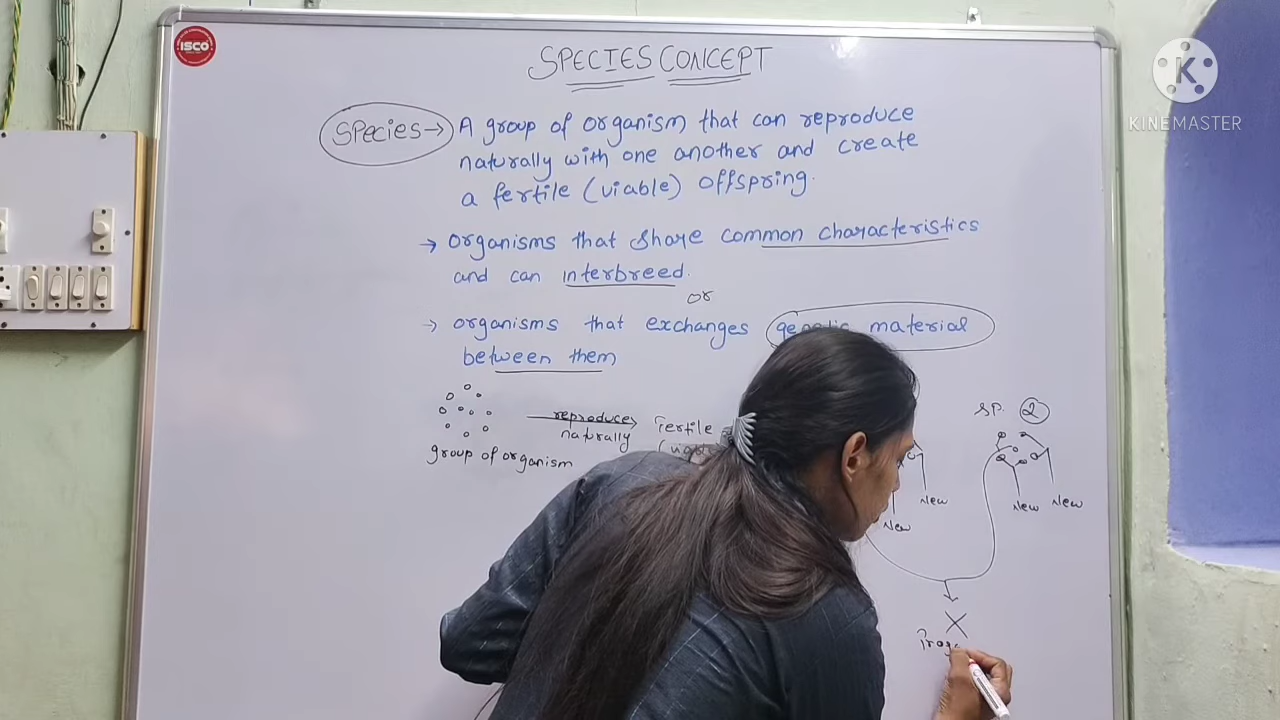 ISCO
SPECIES CONCEPT
K
KINEMASTER
Species → A group of organism that can reproduce
naturally with one another and create
a fertile (viable) offspring.
→ organisms that share common characteristics
and can interbreed.
or
→ organisms that exchanges genetic material
between them
reproduce
naturally
Fertile
group of organism
SP. 2
New
New
New
New
X